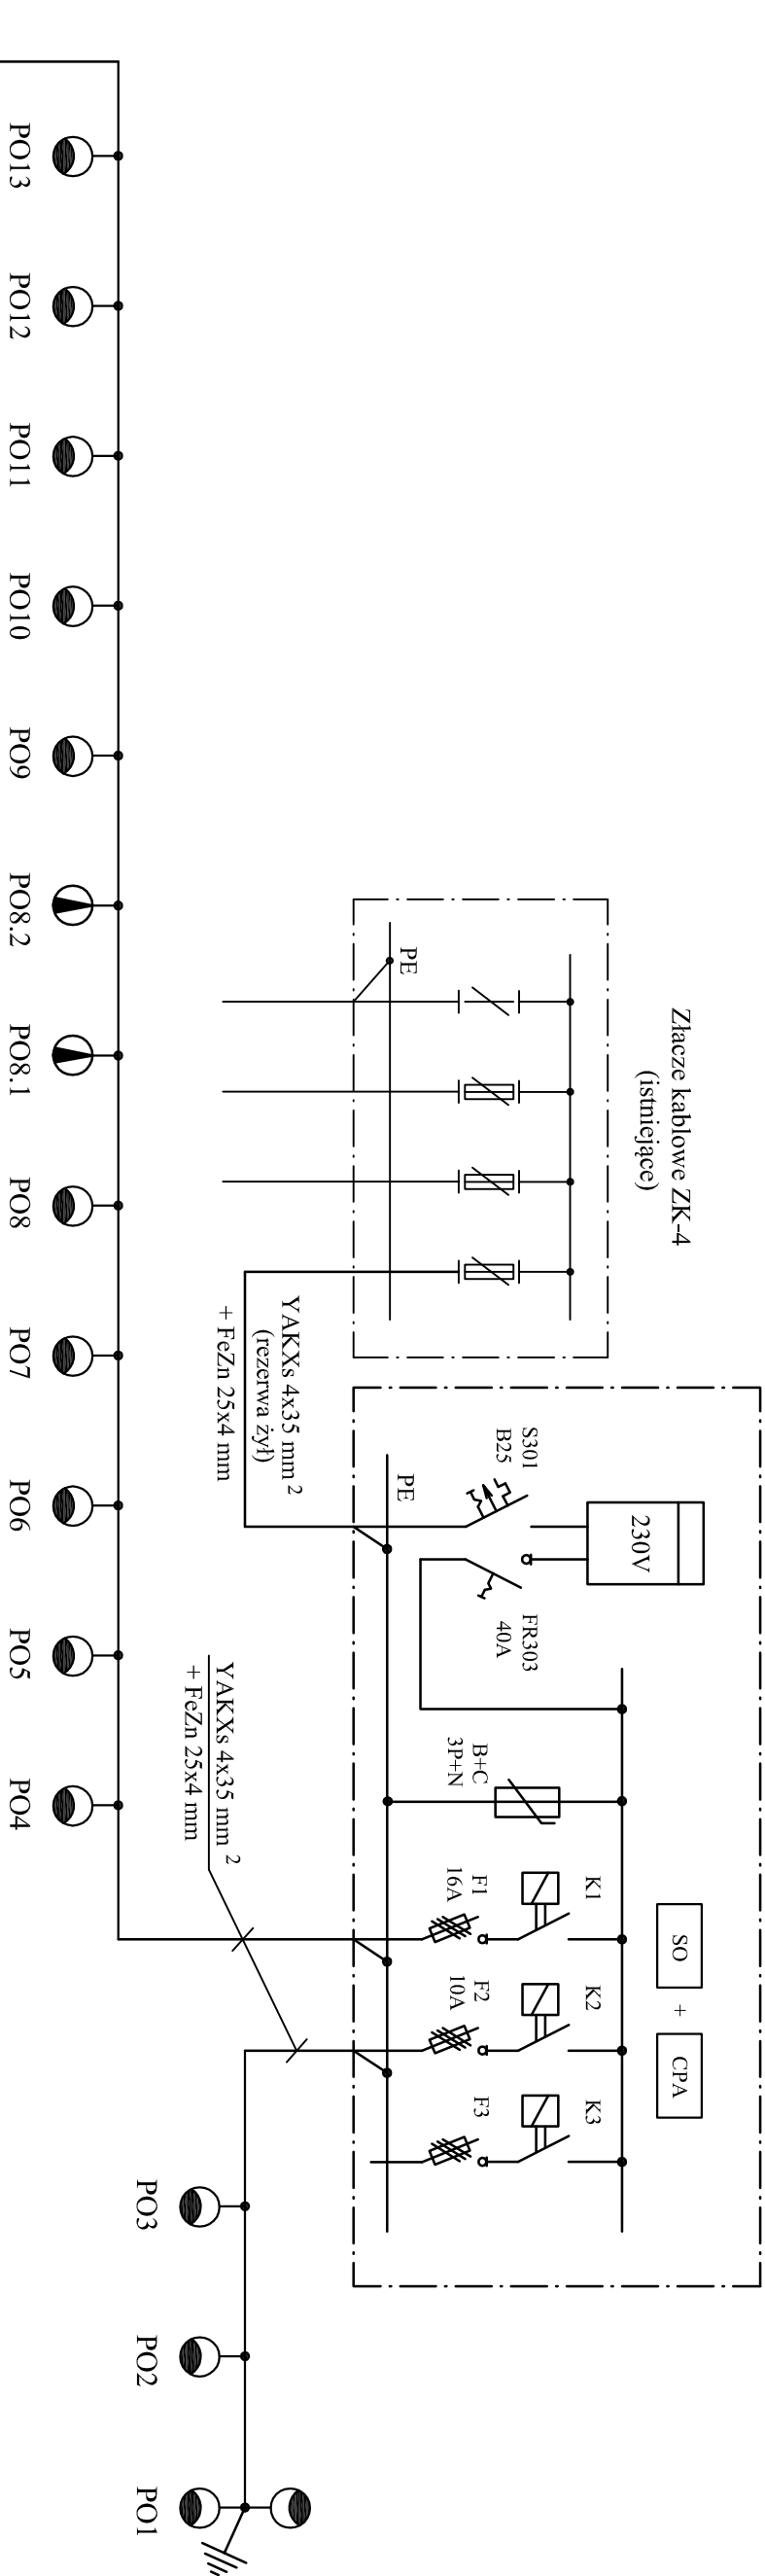 Złącze kablowe ZK-4
(istniejące)
PE
YAKXs 4x35 mm 2
(rezerwa żył)
+ FeZn 25x4 mm
230V
S301
B25
FR303
40A
PE
B+C
3P+N
SO
+
CPA
K1
K2
K3
F1
16A
F2
10A
F3
YAKXs 4x35 mm 2
+ FeZn 25x4 mm
PO13
PO12
PO11
PO10
PO9
PO8.2
PO8.1
PO8
PO7
PO6
PO5
PO4
PO3
PO2
PO1